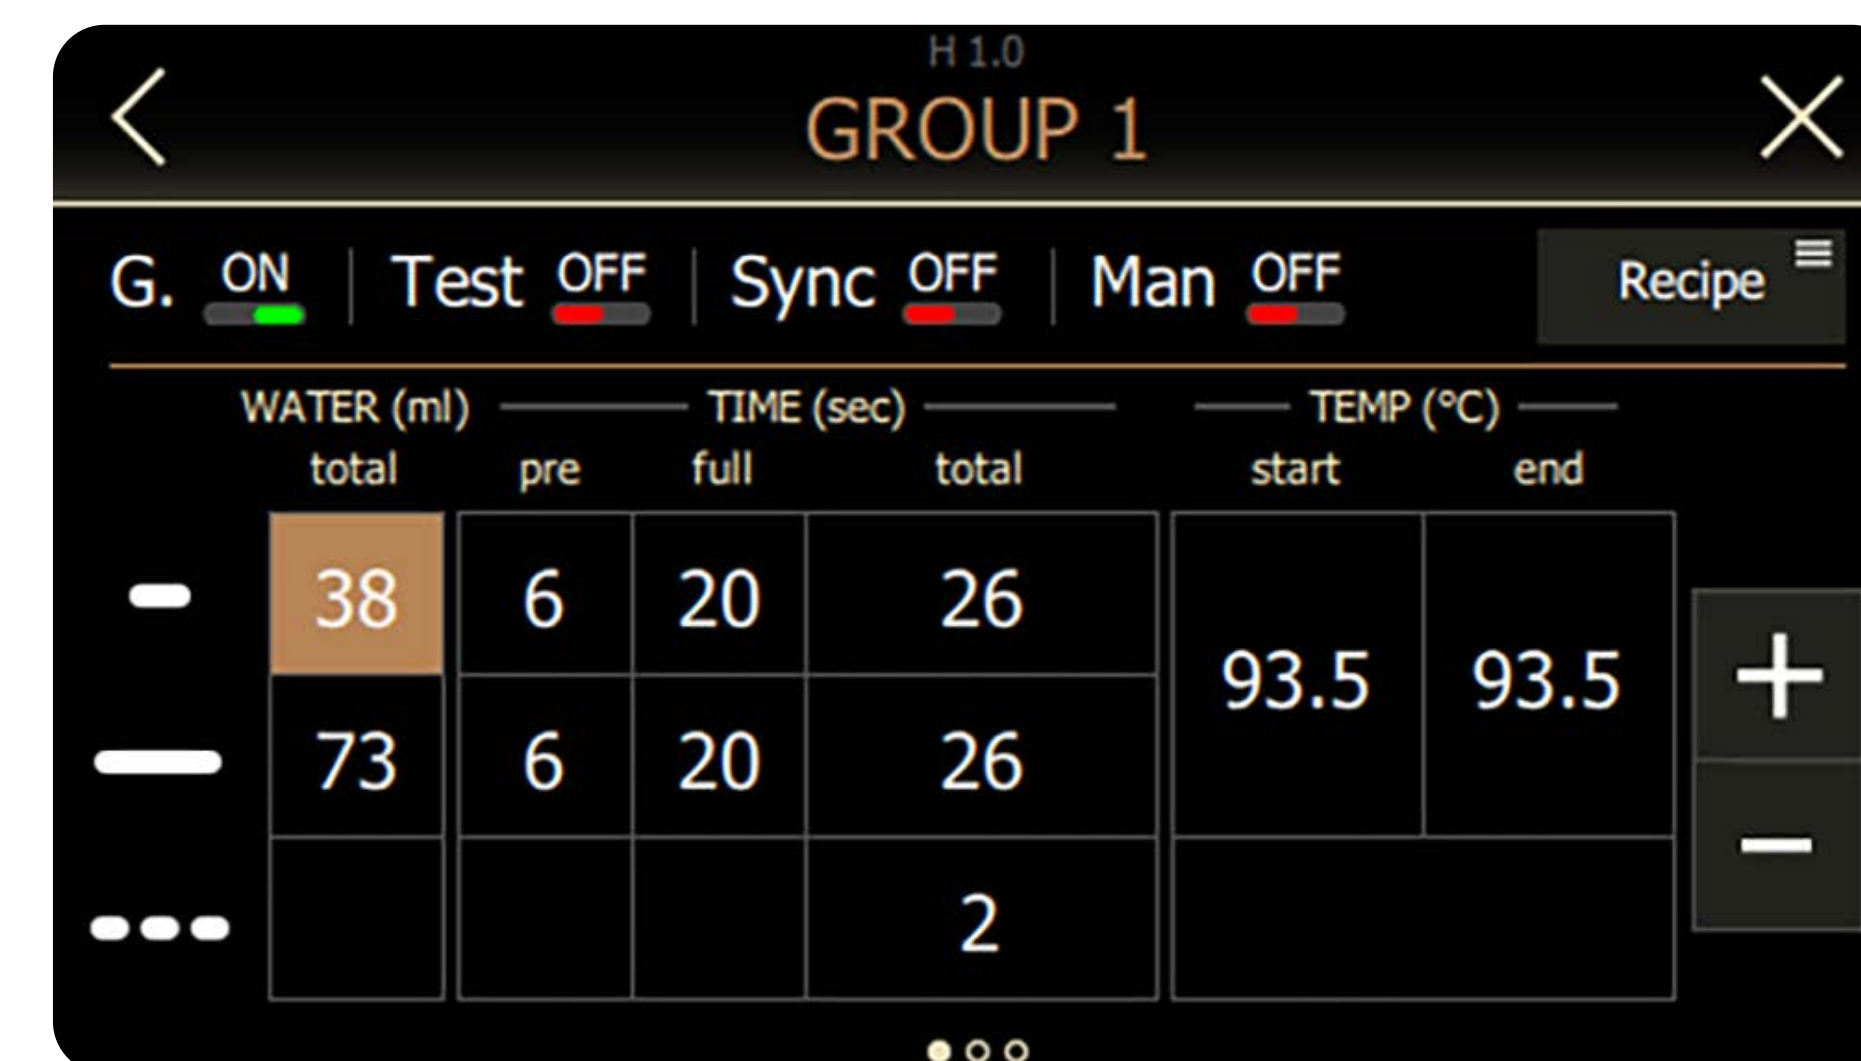 H 1.0
GROUP 1
G. ON Test OFF Sync OFF Man OFF Recipe
WATER (ml) TIME (sec) TEMP (°C)
total pre full total start end
38 6 20 26
93.5 93.5
73 6 20 26
2